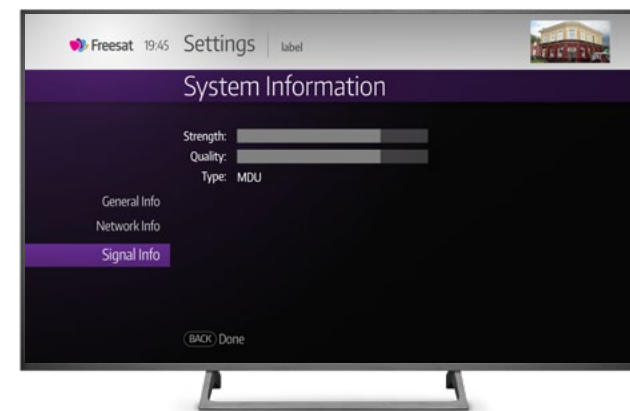 Freesat 19:45 Settings label
System Information
Strength:
Quality:
Type: MDU
General Info
Network Info
Signal Info
BACK Done